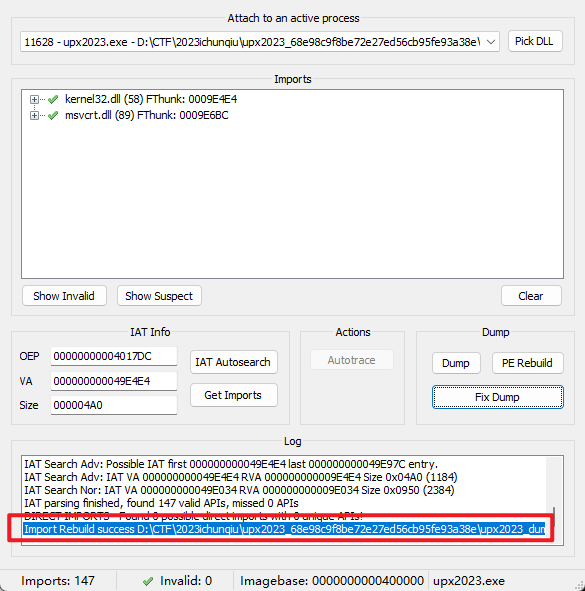 Attach to an active process
11628 - upx2023.exe - D:\CTF\2023ichunqiu\upx2023_68e98c9f8be72e27ed56cb95fe93a38e\
Pick DLL
Imports
kernel32.dll (58) FThunk: 0009E4E4
msvcrt.dll (89) FThunk: 0009E6BC
Show Invalid
Show Suspect
Clear
IAT Info
OEP
00000000004017DC
VA
000000000049E4E4
Size
000004A0
IAT Autosearch
Get Imports
Actions
Autotrace
Dump
Dump
PE Rebuild
Fix Dump
Log
IAT Search Adv: Possible IAT first 000000000049E4E4 last 000000000049E97C entry.
IAT Search Adv: IAT VA 000000000049E4E4 RVA 000000000009E4E4 Size 0x04A0 (1184)
IAT Search Nor: IAT VA 000000000049E034 RVA 000000000009E034 Size 0x0950 (2384)
IAT parsing finished, found 147 valid APIs, missed 0 APIs
DIRECT IMPORTS - Found 0 possible direct imports with 0 unique APIs!
Import Rebuild success D:\CTF\2023ichunqiu\upx2023_68e98c9f8be72e27ed56cb95fe93a38e\upx2023_dum
Imports: 147
Invalid: 0
Imagebase: 0000000000400000
upx2023.exe